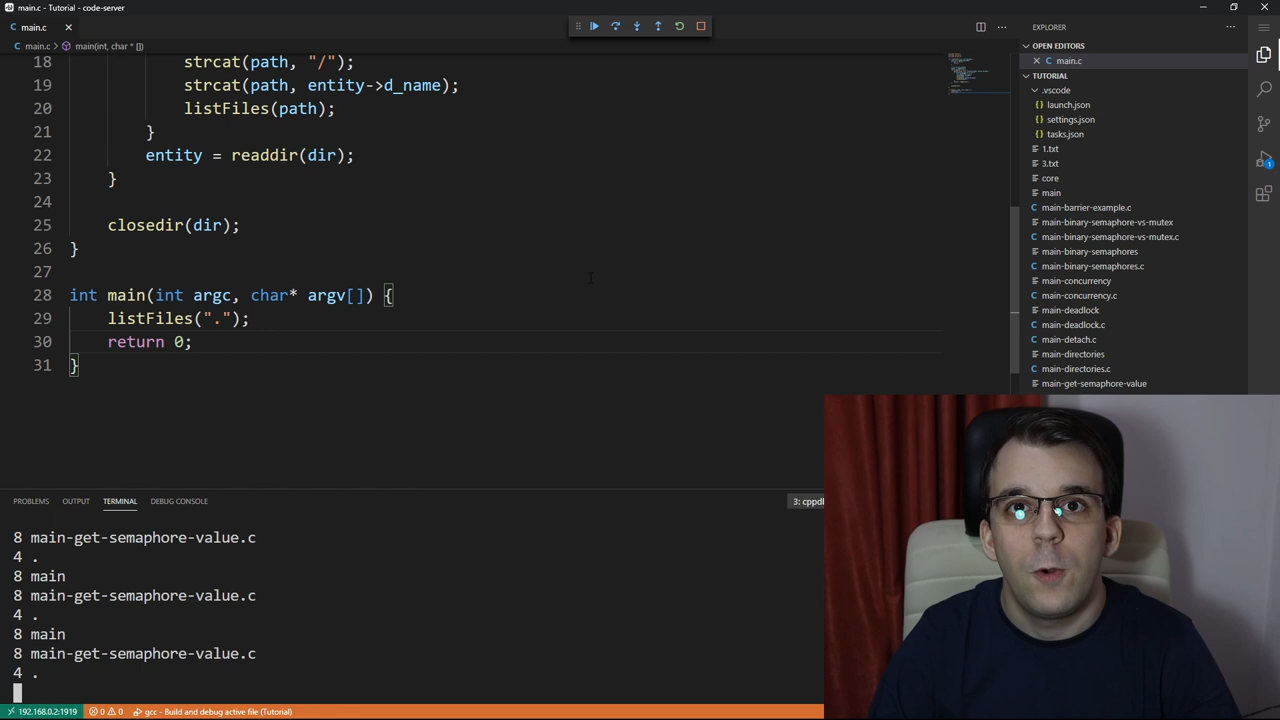 main.c - Tutorial - code-server
main.c
main.c
main(int, char * [])
18 strcat(path, "/");
19 strcat(path, entity->d_name);
20 listFiles(path);
21 }
22 entity = readdir(dir);
23 }
24
25 closedir(dir);
26 }
27
28 int main(int argc, char* argv[]) {
29 listFiles(".");
30 return 0;
31 }
EXPLORER
OPEN EDITORS
main.c
TUTORIAL
.vscode
launch.json
settings.json
tasks.json
1.txt
3.txt
core
main
main-barrier-example.c
main-binary-semaphore-vs-mutex
main-binary-semaphore-vs-mutex.c
main-binary-semaphores
main-binary-semaphores.c
main-concurrency
main-concurrency.c
main-deadlock
main-deadlock.c
main-detach.c
main-directories
main-directories.c
main-get-semaphore-value
1
PROBLEMS OUTPUT TERMINAL DEBUG CONSOLE
3: cppd
8 main-get-semaphore-value.c
4 .
8 main
8 main-get-semaphore-value.c
4 .
8 main
8 main-get-semaphore-value.c
4 .
192.168.0.2:1919 0 0 gcc - Build and debug active file (Tutorial)